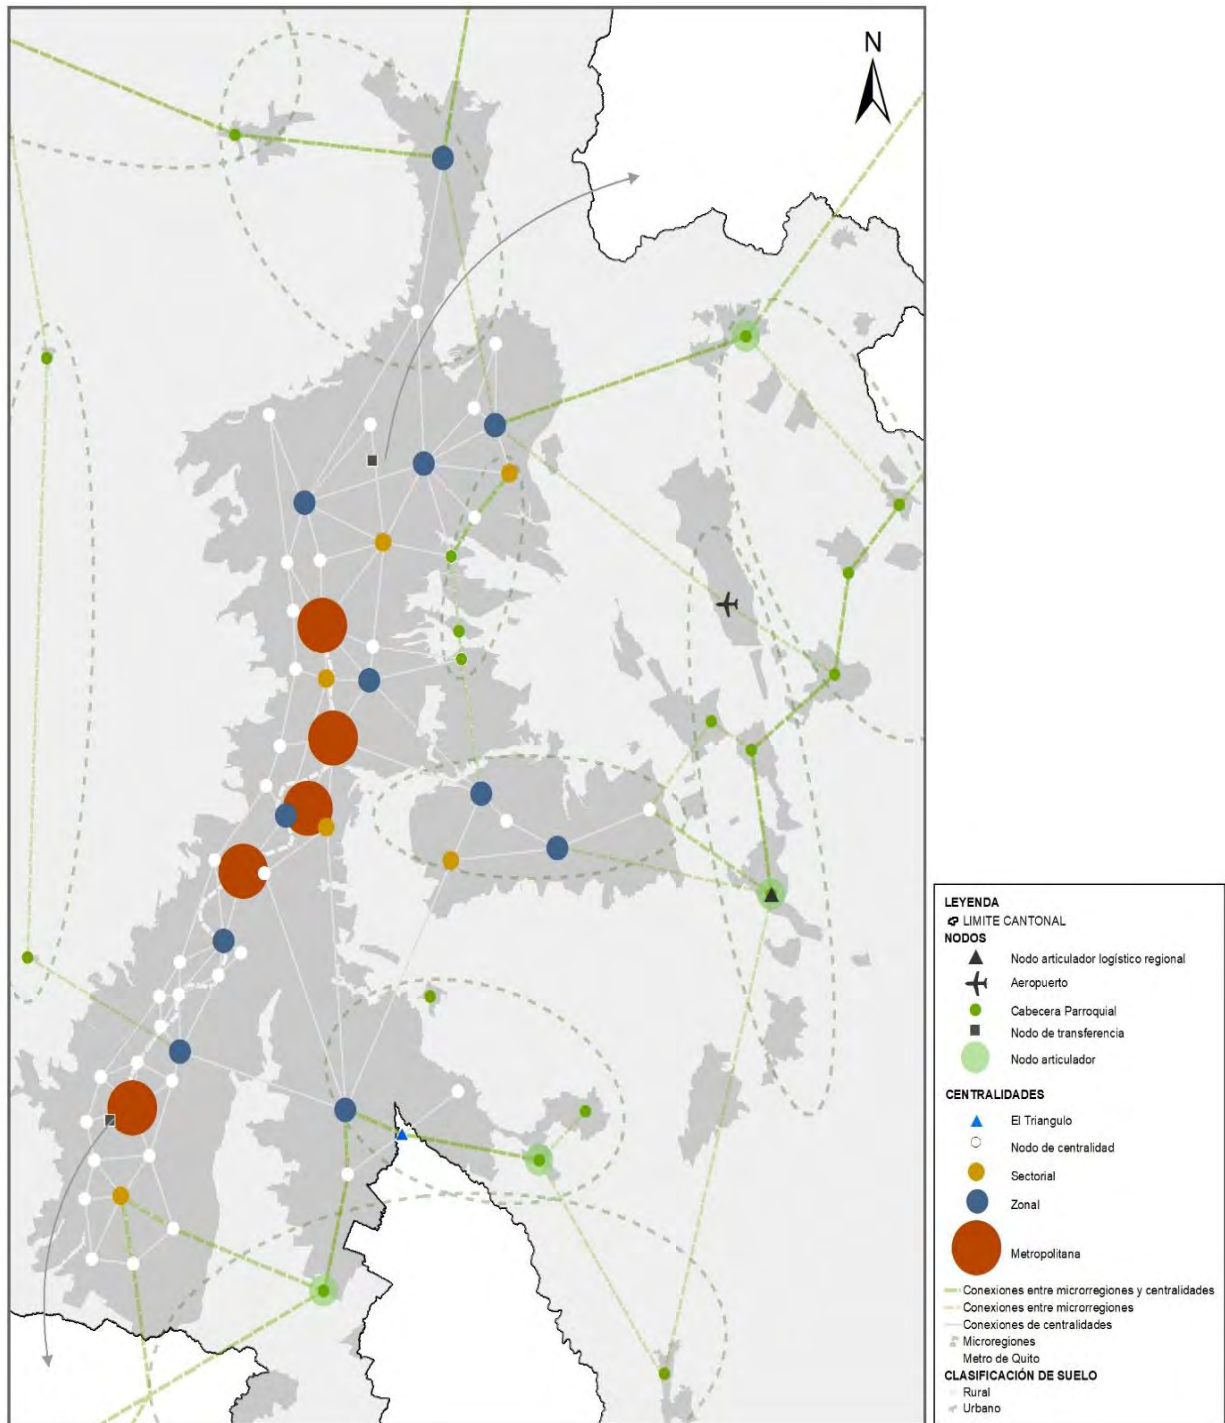 N
LEYENDA
LIMITE CANTONAL
NODOS
Nodo articulador logístico regional
Aeropuerto
Cabecera Parroquial
Nodo de transferencia
Nodo articulador
CENTRALIDADES
El Triangulo
Nodo de centralidad
Sectorial
Zonal
Metropolitana
Conexiones entre microrregiones y centralidades
Conexiones entre microrregiones
Conexiones de centralidades
Microregiones
Metro de Quito
CLASIFICACIÓN DE SUELO
Rural
Urbano